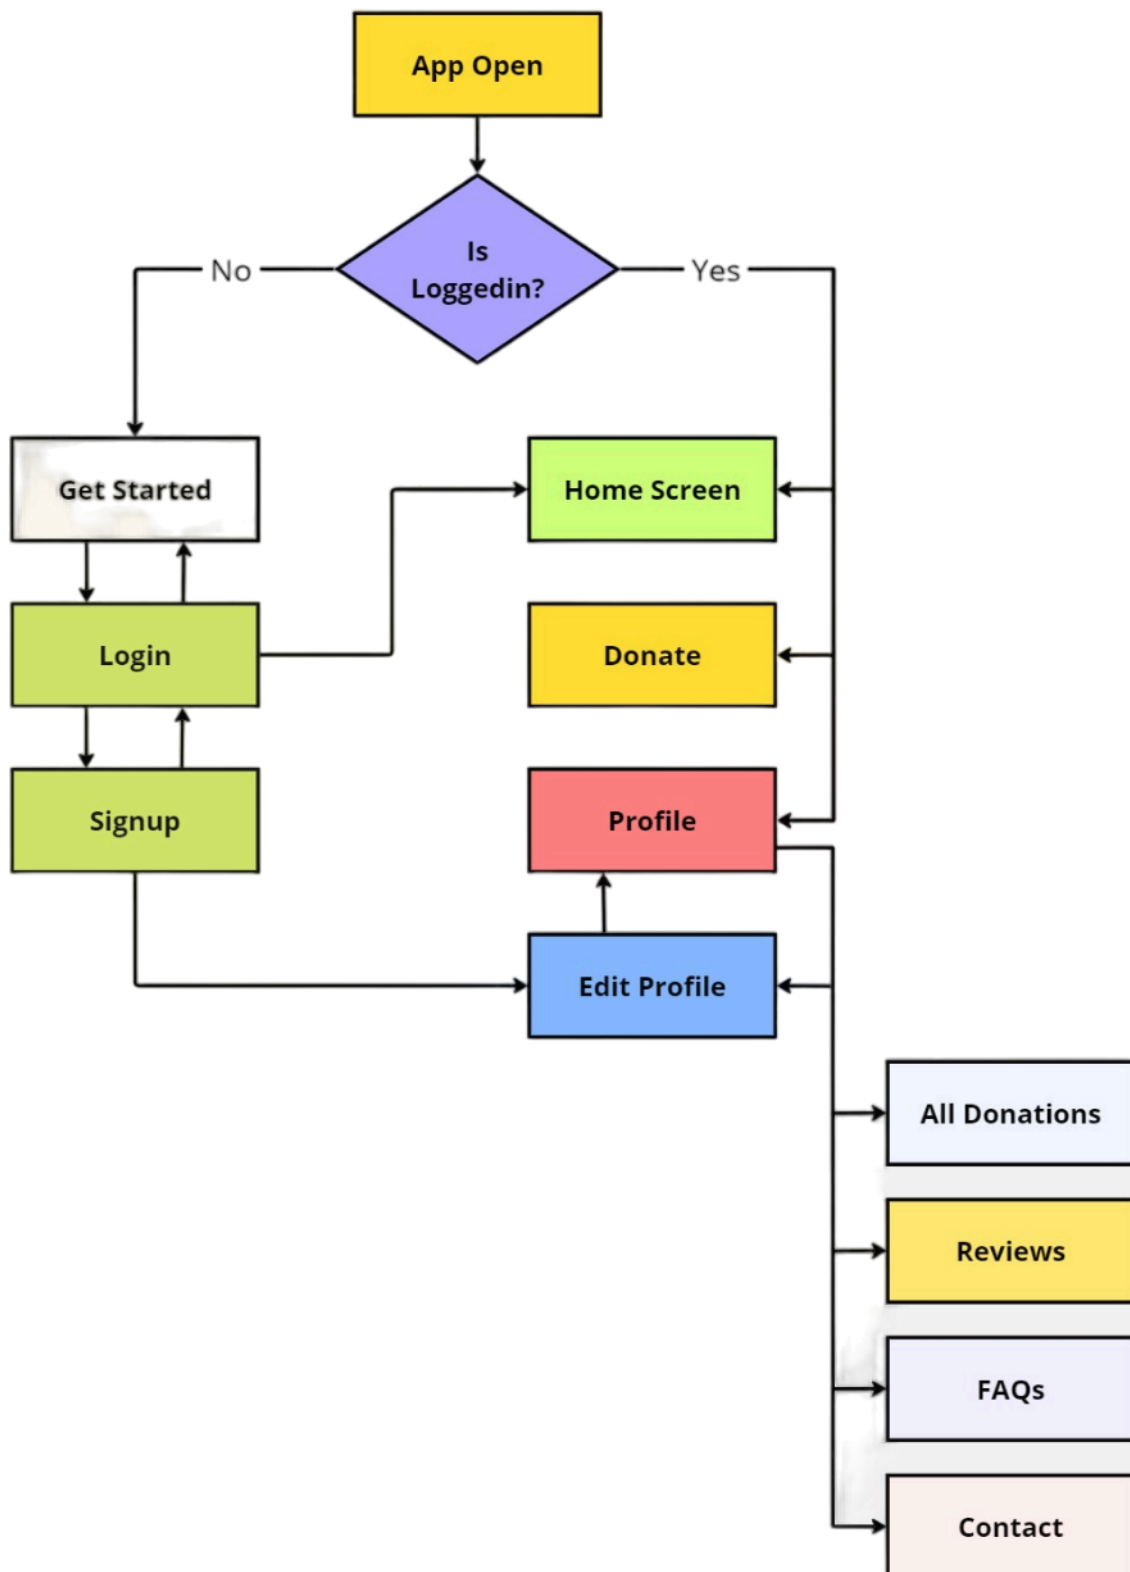 App Open
Is
Loggedin?
No
Yes
Get Started
Home Screen
Login
Donate
Signup
Profile
Edit Profile
All Donations
Reviews
FAQs
Contact